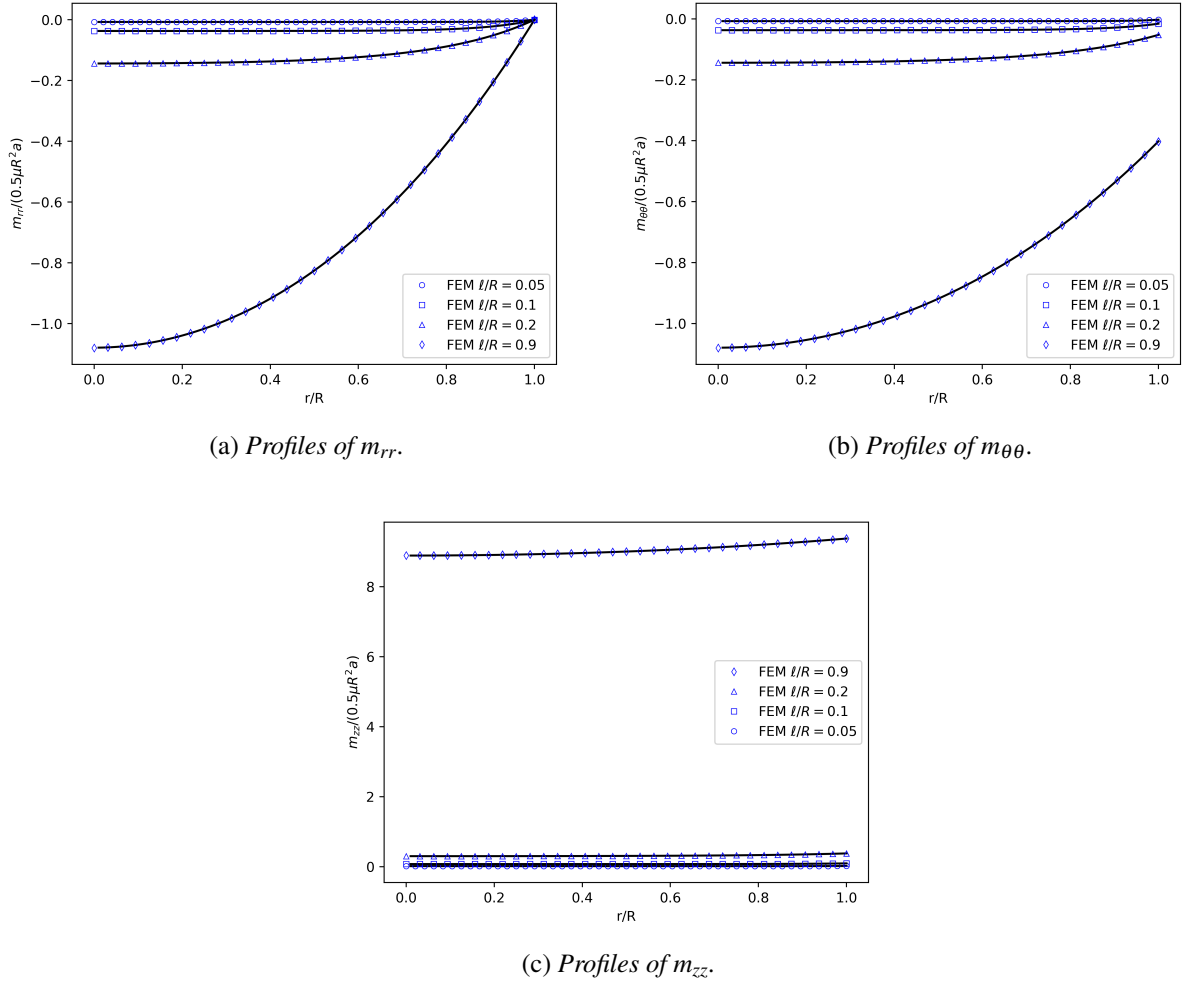 0.0
−0.2
−0.4
−0.6
−0.8
−1.0
m_rr/(0.5μR²a)
0.0 0.2 0.4 0.6 0.8 1.0
r/R
FEM ℓ/R = 0.05
FEM ℓ/R = 0.1
FEM ℓ/R = 0.2
FEM ℓ/R = 0.9
(a) Profiles of m_rr.
0.0
−0.2
−0.4
−0.6
−0.8
−1.0
m_θθ/(0.5μR²a)
0.0 0.2 0.4 0.6 0.8 1.0
r/R
FEM ℓ/R = 0.05
FEM ℓ/R = 0.1
FEM ℓ/R = 0.2
FEM ℓ/R = 0.9
(b) Profiles of m_θθ.
8
6
4
2
0
m_zz/(0.5μR²a)
0.0 0.2 0.4 0.6 0.8 1.0
r/R
FEM ℓ/R = 0.9
FEM ℓ/R = 0.2
FEM ℓ/R = 0.1
FEM ℓ/R = 0.05
(c) Profiles of m_zz.